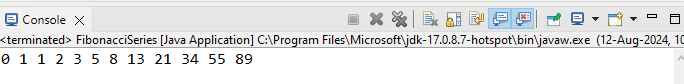 Console
<terminated> FibonacciSeries [Java Application] C:\Program Files\Microsoft\jdk-17.0.8.7-hotspot\bin\javaw.exe (12-Aug-2024, 10
0 1 1 2 3 5 8 13 21 34 55 89